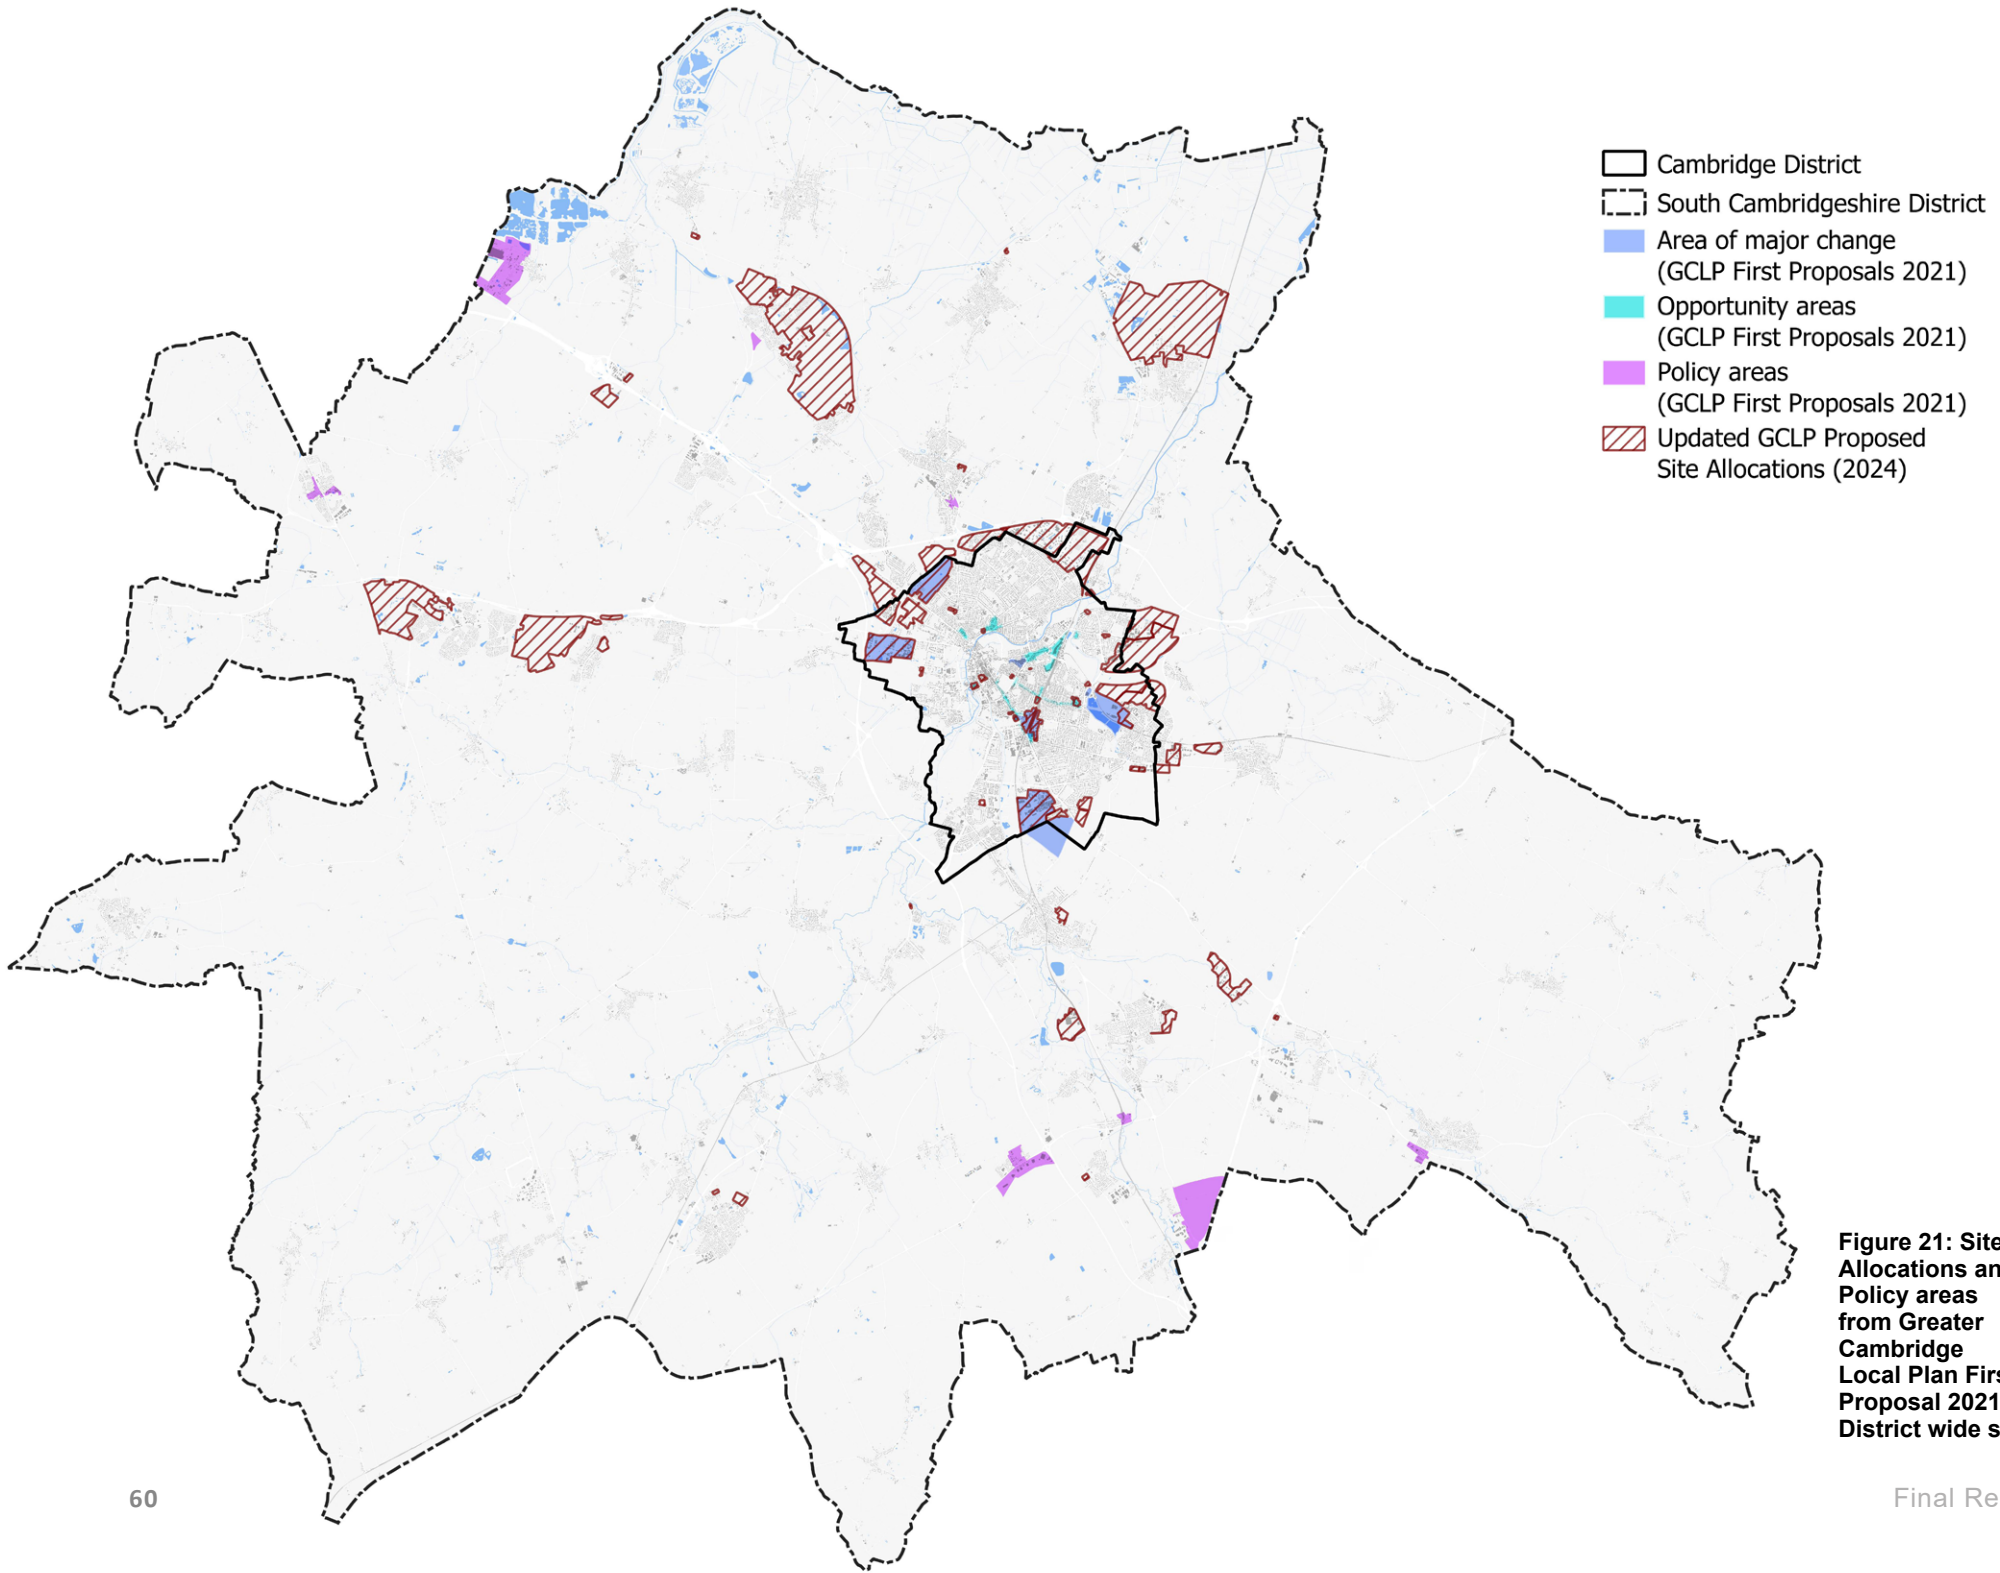 Cambridge District
South Cambridgeshire District
Area of major change
(GCLP First Proposals 2021)
Opportunity areas
(GCLP First Proposals 2021)
Policy areas
(GCLP First Proposals 2021)
Updated GCLP Proposed
Site Allocations (2024)
Figure 21: Site
Allocations an
Policy areas
from Greater
Cambridge
Local Plan Firs
Proposal 2021
District wide s
60
Final Re